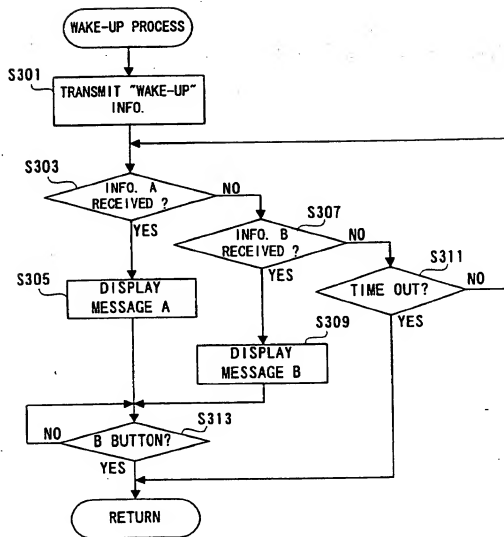 WAKE-UP PROCESS
S301
TRANSMIT "WAKE-UP"
INFO.
S303
INFO. A
RECEIVED ?
NO
YES
S307
INFO. B
RECEIVED ?
NO
YES
S311
TIME OUT?
NO
YES
S305
DISPLAY
MESSAGE A
S309
DISPLAY
MESSAGE B
S313
B BUTTON?
NO
YES
RETURN